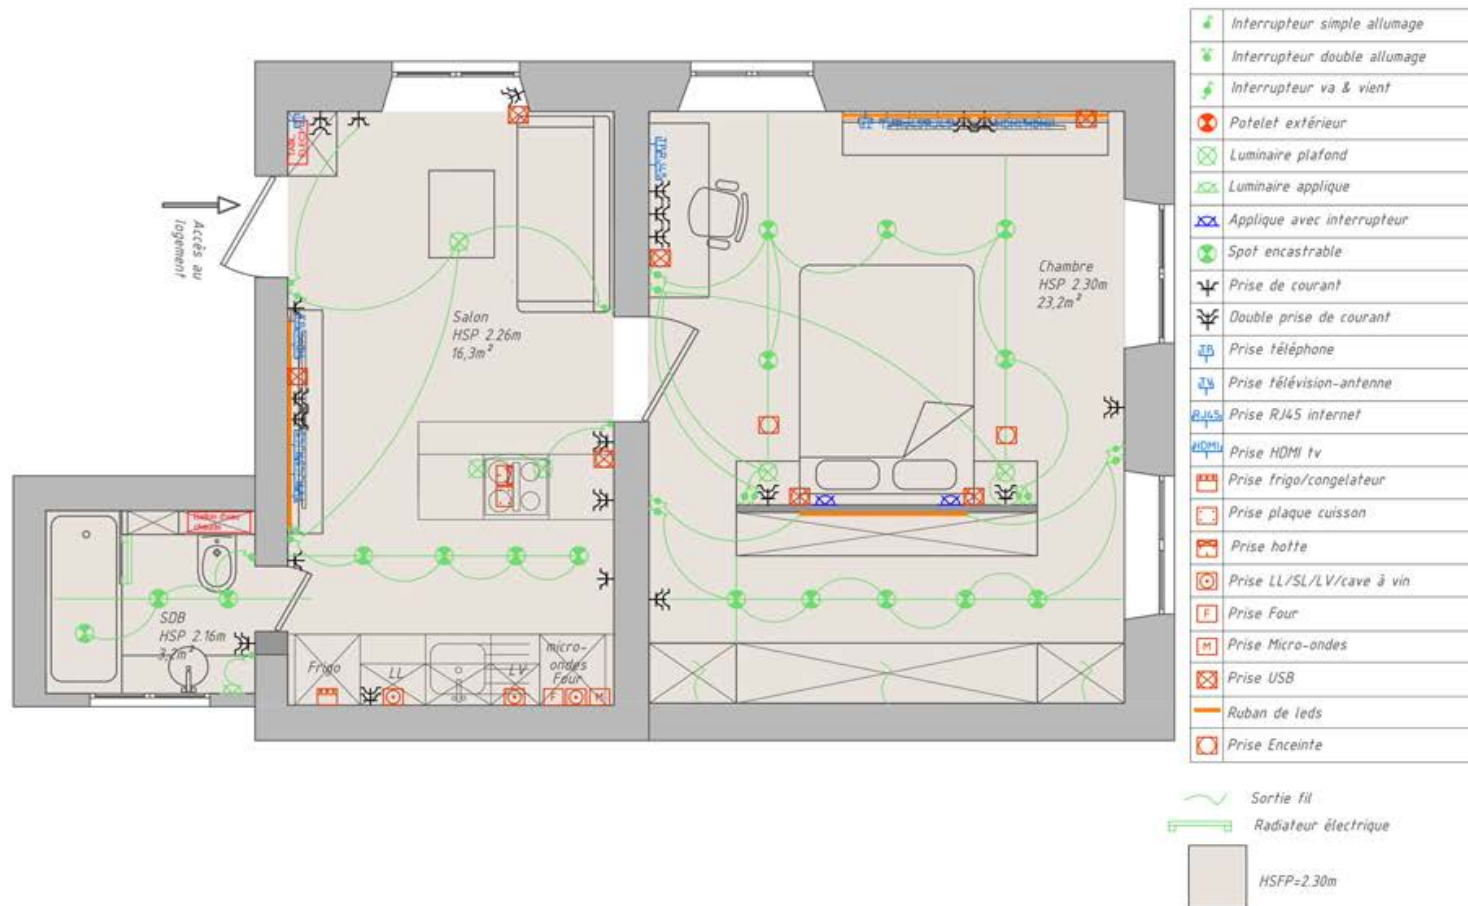 Interrupteur simple allumage
Interrupteur double allumage
Interrupteur va & vient
Potelet extérieur
Luminaire plafond
Luminaire applique
Applique avec interrupteur
Spot encastrable
Prise de courant
Double prise de courant
TR
Prise téléphone
TV
Prise télévision-antenne
RJ45
Prise RJ45 internet
HDMI
Prise HDMI tv
Prise frigo/congelateur
Prise plaque cuisson
Prise hotte
Prise LL/SL/LV/cave à vin
F
Prise Four
M
Prise Micro-ondes
Prise USB
Ruban de leds
Prise Enceinte
Sortie fil
Radiateur électrique
HSFP=2.30m
Accès au
logement
Salon
HSP 2.26m
16,3m²
Chambre
HSP 2.30m
23,2m²
SDB
HSP 2.16m
3,2m²
Frigo
LL
LV
micro-
ondes
Four
F
M